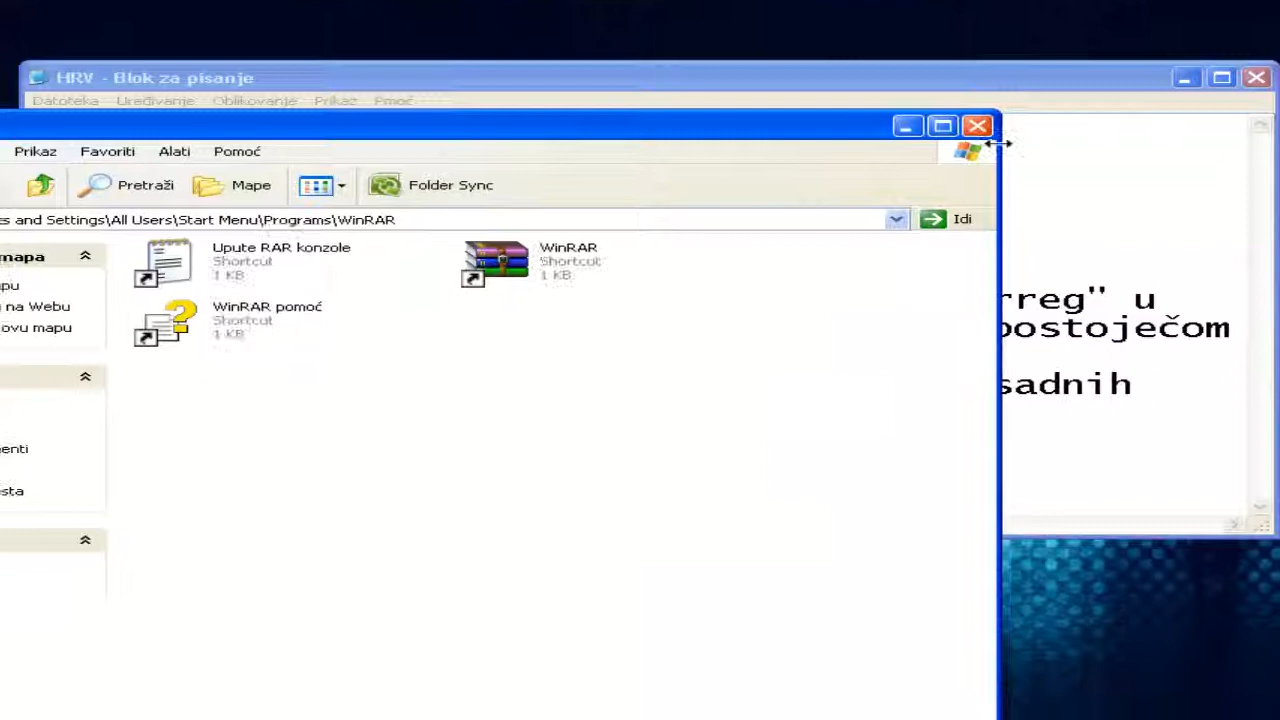 HRV - Blok za pisanje
Datoteka Uređivanje Oblikovanje Prikaz Pmoć
Prikaz Favoriti Alati Pomoć
Pretraži Mape Folder Sync
s and Settings\All Users\Start Menu\Programs\WinRAR Idi
mapa
Upute RAR konzole
Shortcut
1 KB
WinRAR
Shortcut
1 KB
pu
na Webu
ovu mapu
WinRAR pomoć
Shortcut
1 KB
enti
sta
rreg" u
postoječom
sadnih